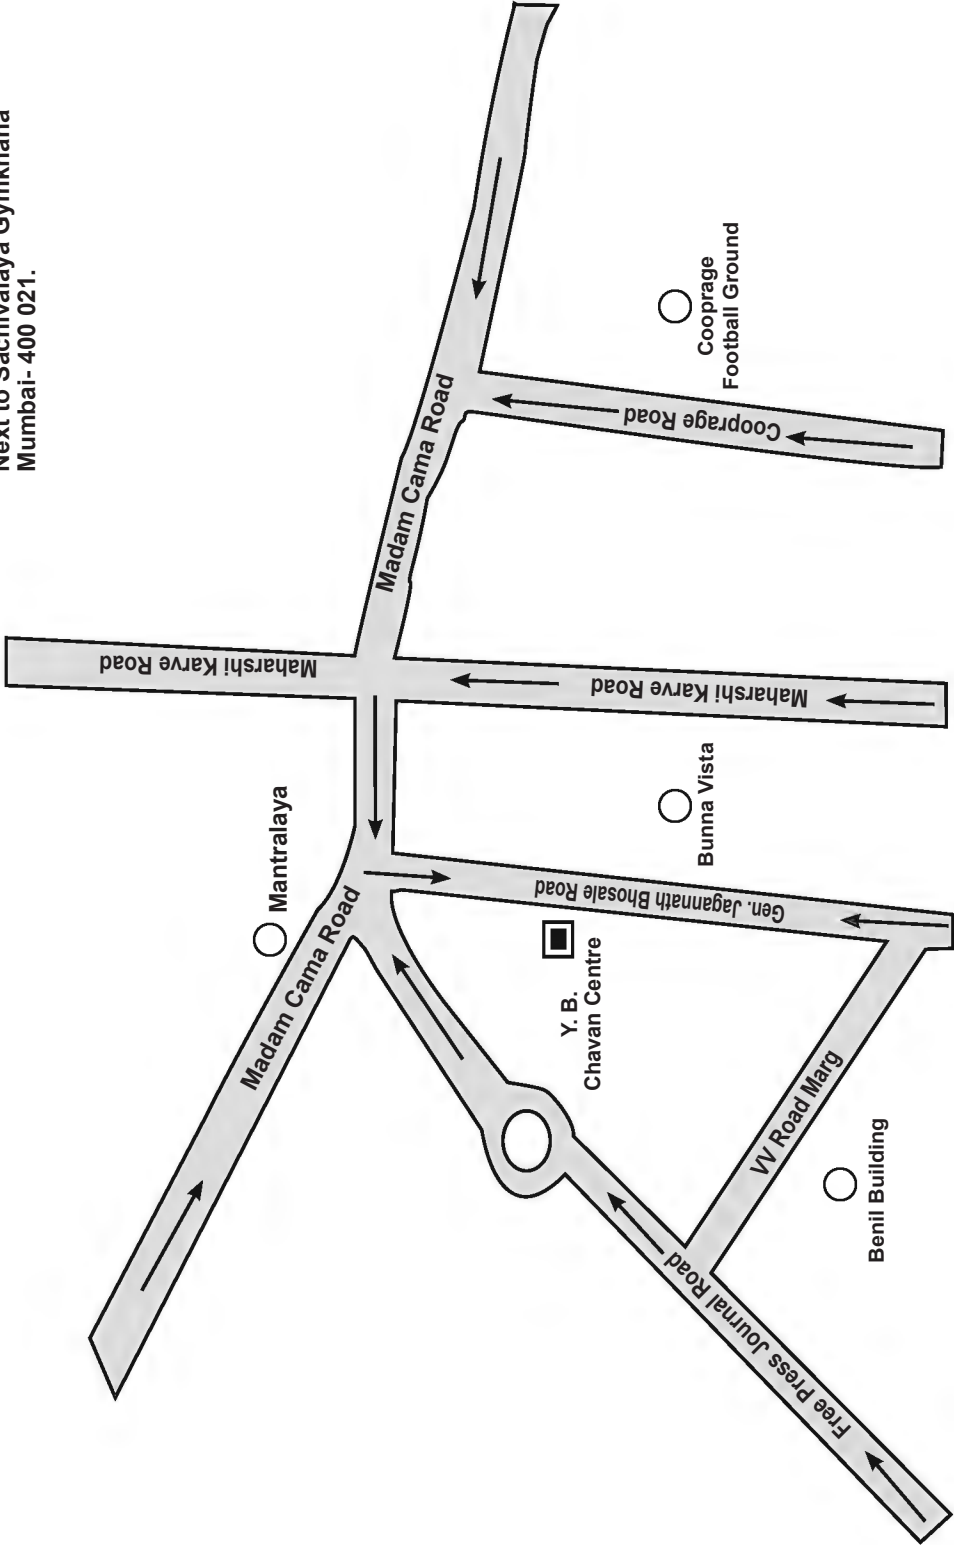 Next to Sachivalaya Gymkhana
Mumbai- 400 021.
Madam Cama Road
Mantralaya
Maharshi Karve Road
Madam Cama Road
Cooprage Road
Cooprage
Football Ground
Maharshi Karve Road
Bunna Vista
Gen. Jagannath Bhosale Road
Y. B.
Chavan Centre
VV Road Marg
Benil Building
Free Press Journal Road